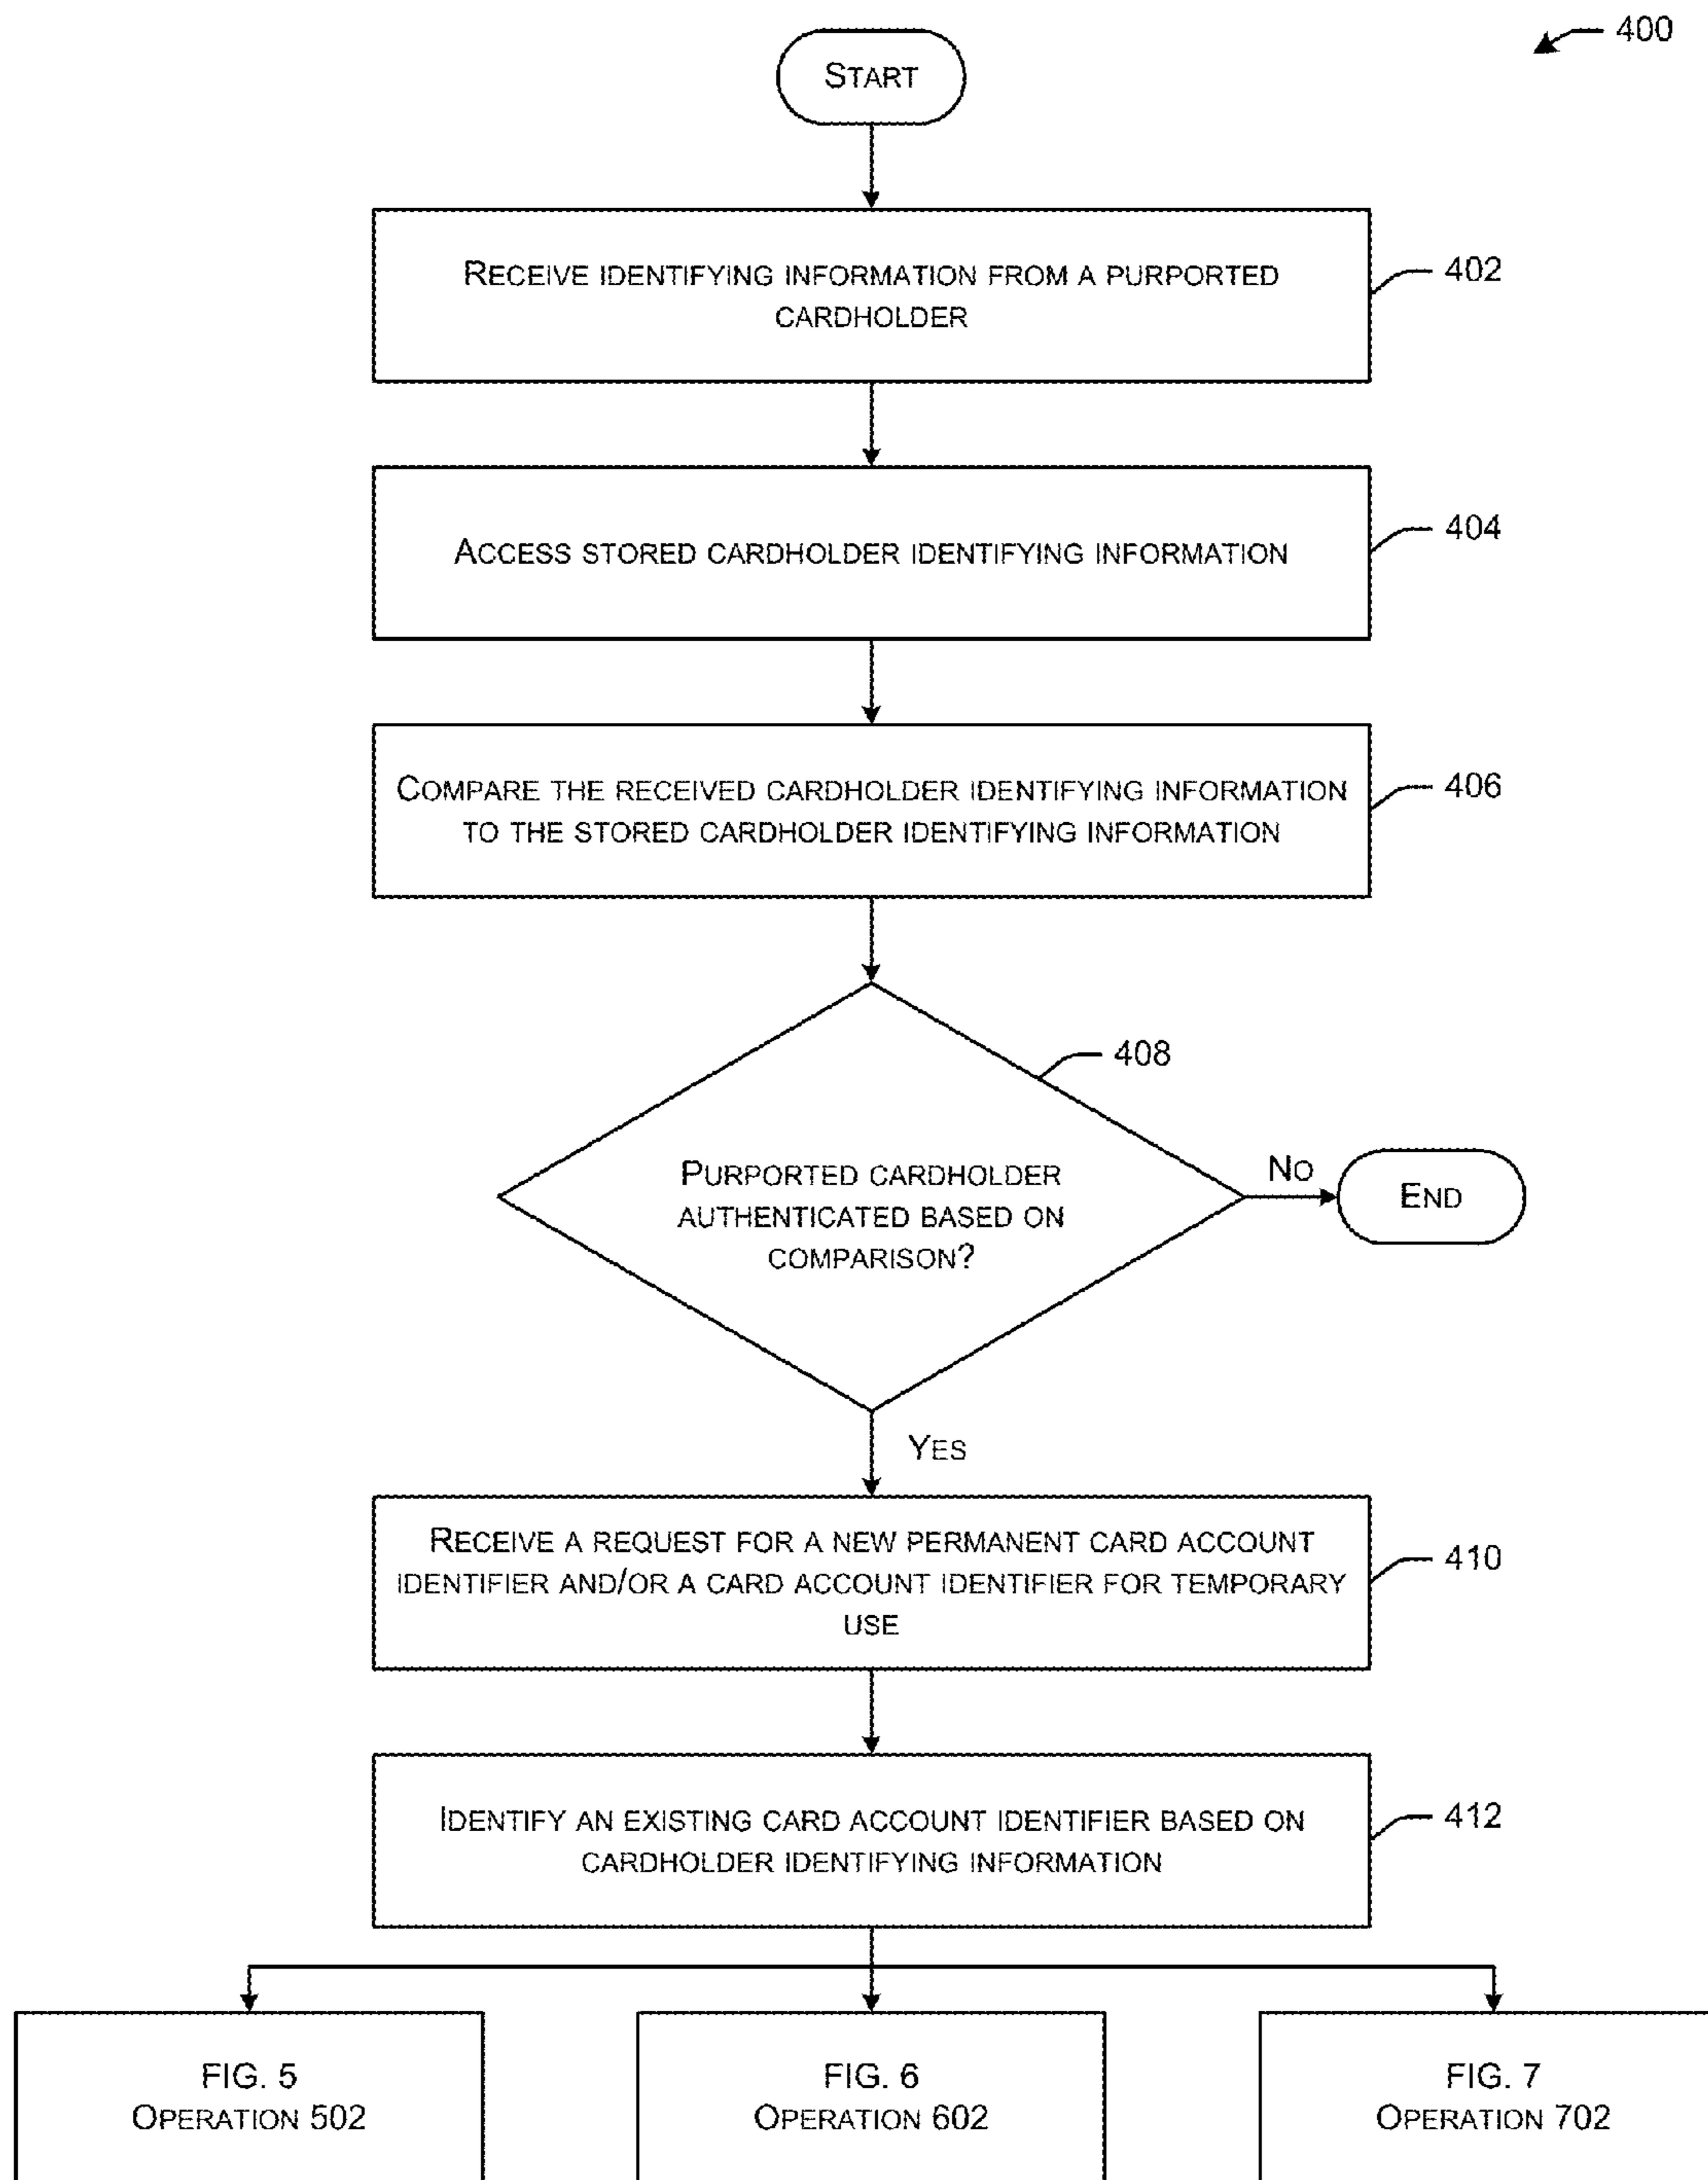 400
START
RECEIVE IDENTIFYING INFORMATION FROM A PURPORTED
CARDHOLDER
402
ACCESS STORED CARDHOLDER IDENTIFYING INFORMATION
404
COMPARE THE RECEIVED CARDHOLDER IDENTIFYING INFORMATION
TO THE STORED CARDHOLDER IDENTIFYING INFORMATION
406
408
PURPORTED CARDHOLDER
AUTHENTICATED BASED ON
COMPARISON?
NO
END
YES
RECEIVE A REQUEST FOR A NEW PERMANENT CARD ACCOUNT
IDENTIFIER AND/OR A CARD ACCOUNT IDENTIFIER FOR TEMPORARY
USE
410
IDENTIFY AN EXISTING CARD ACCOUNT IDENTIFIER BASED ON
CARDHOLDER IDENTIFYING INFORMATION
412
FIG. 5
OPERATION 502
FIG. 6
OPERATION 602
FIG. 7
OPERATION 702